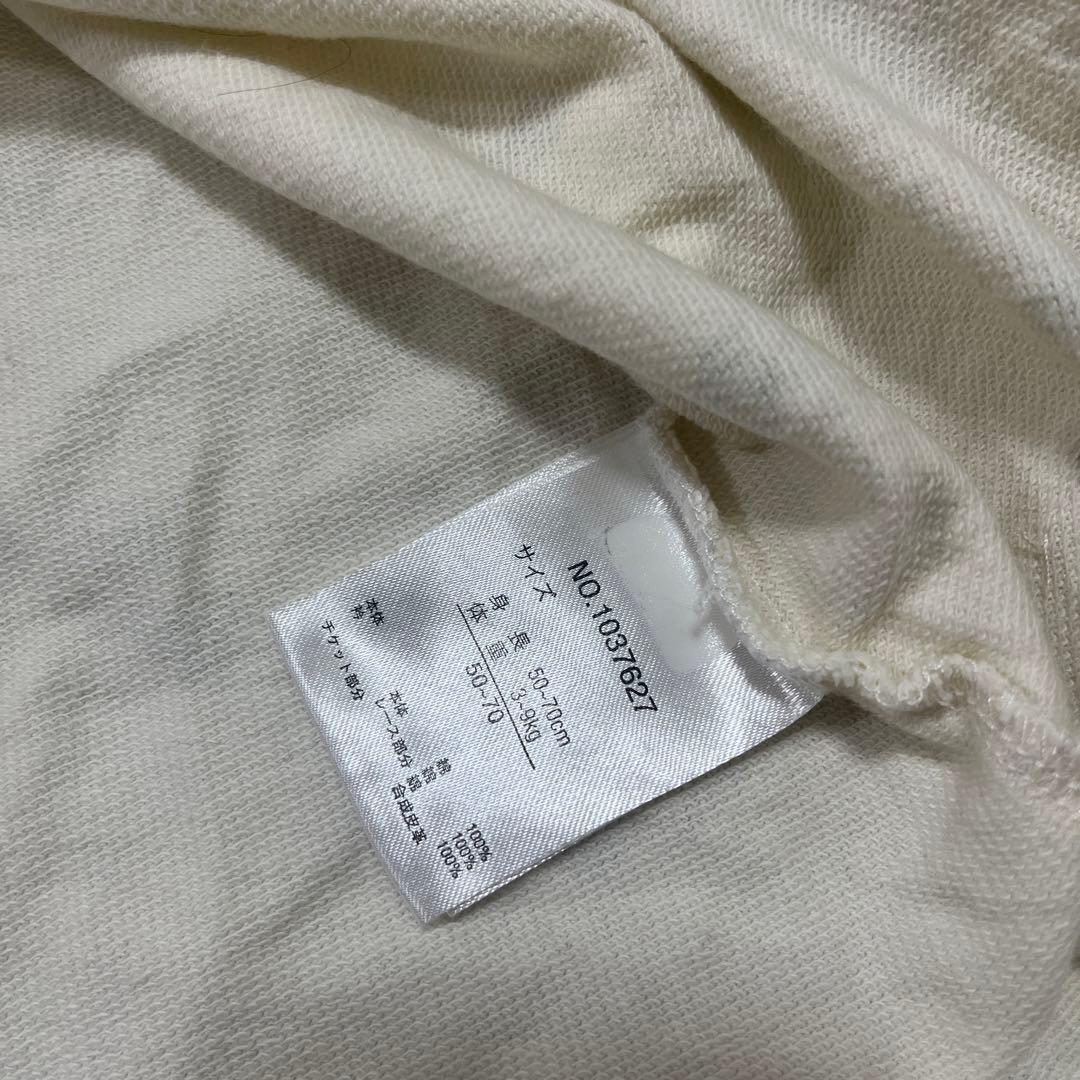 NO.1037627
サイズ
身長 50~70cm
体重 3~9kg
50~70
本体 本体 綿 100%
衿 レース部分 綿 100%
綿 100%
チケット部分 合成皮革